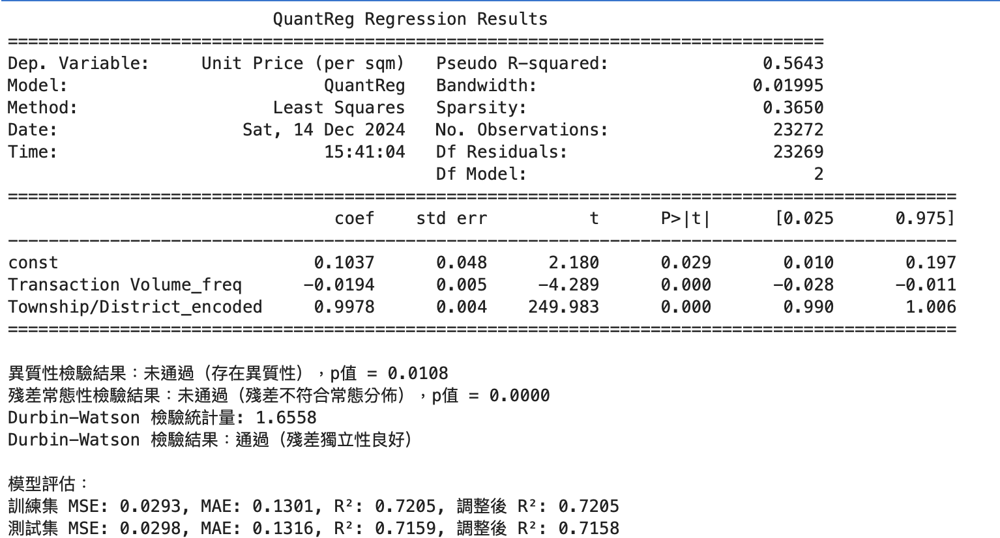 QuantReg Regression Results
==============================================================================
Dep. Variable:     Unit Price (per sqm)   Pseudo R-squared:               0.5643
Model:                         QuantReg   Bandwidth:                     0.01995
Method:                   Least Squares   Sparsity:                       0.3650
Date:                  Sat, 14 Dec 2024   No. Observations:                23272
Time:                          15:41:04   Df Residuals:                    23269
                                          Df Model:                            2
==============================================================================================
                                coef    std err          t      P>|t|      [0.025      0.975]
----------------------------------------------------------------------------------------------
const                         0.1037      0.048      2.180      0.029       0.010       0.197
Transaction Volume_freq      -0.0194      0.005     -4.289      0.000      -0.028      -0.011
Township/District_encoded     0.9978      0.004    249.983      0.000       0.990       1.006
==============================================================================================
異質性檢驗結果：未通過（存在異質性），p值 = 0.0108
殘差常態性檢驗結果：未通過（殘差不符合常態分佈），p值 = 0.0000
Durbin-Watson 檢驗統計量: 1.6558
Durbin-Watson 檢驗結果：通過（殘差獨立性良好）
模型評估：
訓練集 MSE: 0.0293, MAE: 0.1301, R²: 0.7205, 調整後 R²: 0.7205
測試集 MSE: 0.0298, MAE: 0.1316, R²: 0.7159, 調整後 R²: 0.7158